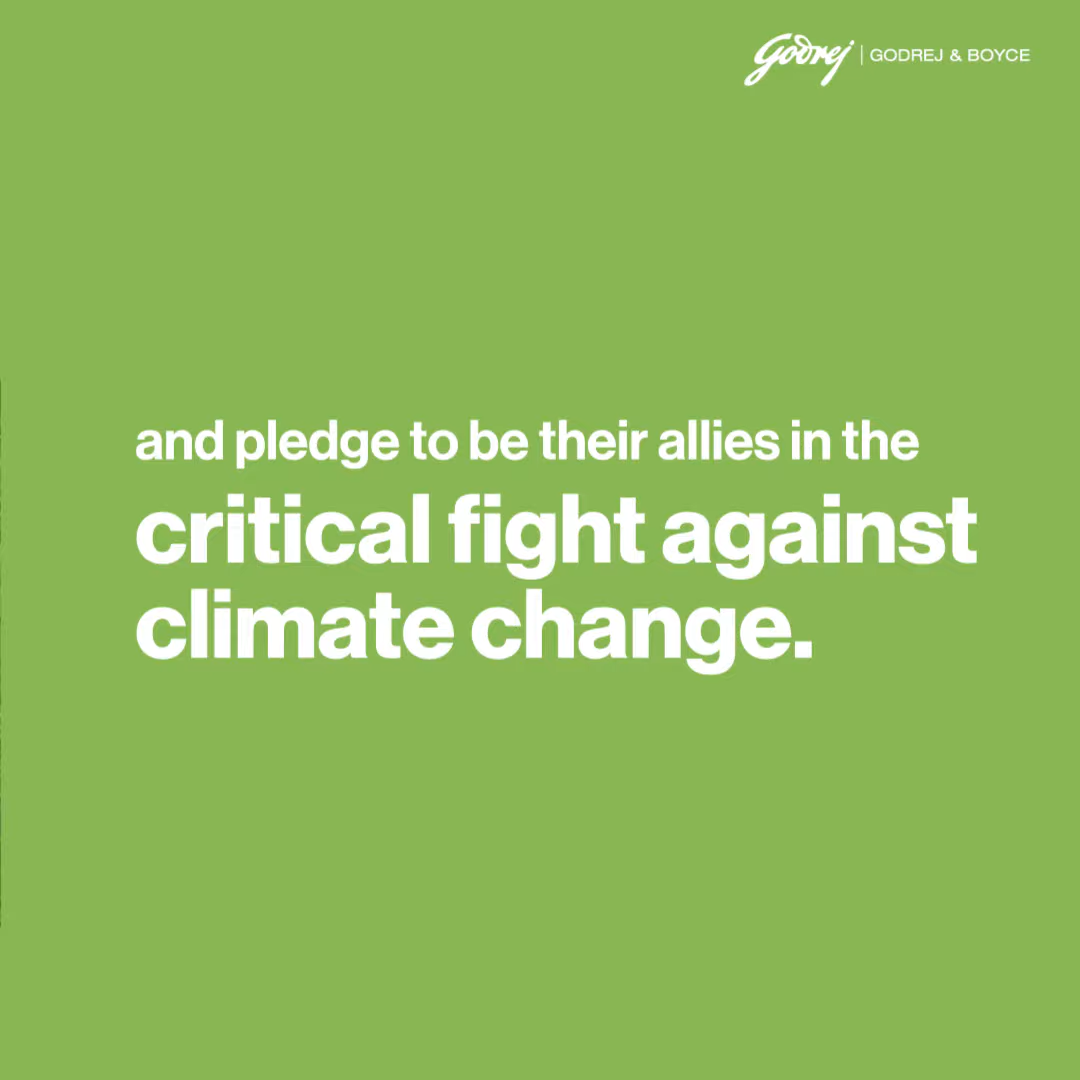 Godrej | GODREJ & BOYCE
and pledge to be their allies in the
critical fight against
climate change.